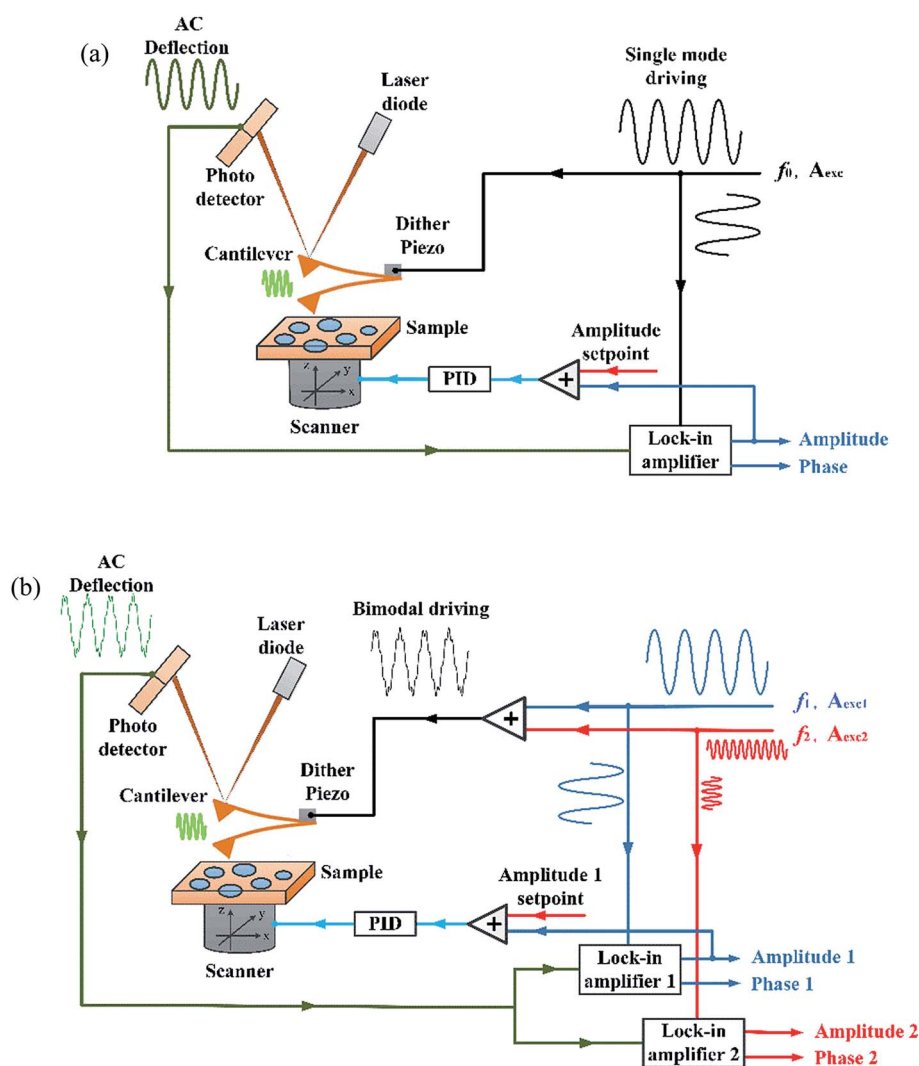 (a)
AC
Deflection
Laser
diode
Single mode
driving
Photo
detector
f0, Aexc
Dither
Piezo
Cantilever
Sample
Amplitude
setpoint
PID
+
z
y
x
Scanner
Lock-in
amplifier
Amplitude
Phase
(b)
AC
Deflection
Bimodal driving
Laser
diode
f1, Aexc1
f2, Aexc2
+
Photo
detector
Dither
Piezo
Cantilever
Sample
Amplitude 1
setpoint
PID
+
z
y
x
Scanner
Lock-in
amplifier 1
Amplitude 1
Phase 1
Lock-in
amplifier 2
Amplitude 2
Phase 2